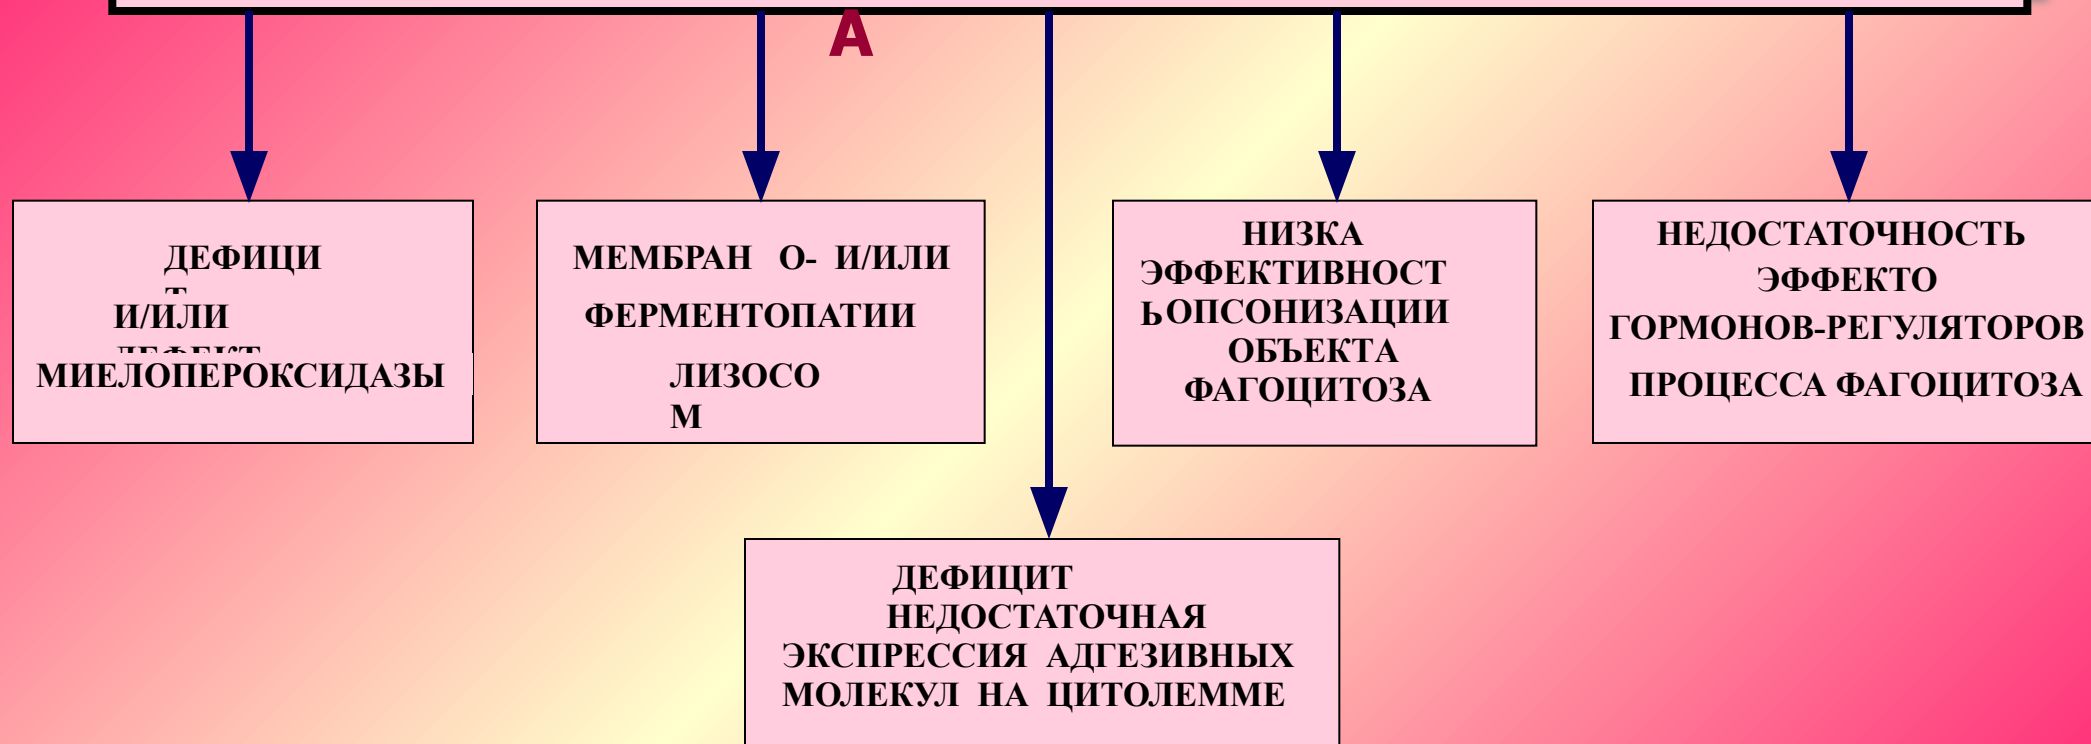 А
ДЕФИЦИ
Т
И/ИЛИ
ДЕФЕКТ
МИЕЛОПЕРОКСИДАЗЫ
МЕМБРАН О- И/ИЛИ
ФЕРМЕНТОПАТИИ
ЛИЗОСО
М
НИЗКА
ЭФФЕКТИВНОСТ
ЬОПСОНИЗАЦИИ
ОБЪЕКТА
ФАГОЦИТОЗА
НЕДОСТАТОЧНОСТЬ
ЭФФЕКТО
ГОРМОНОВ-РЕГУЛЯТОРОВ
ПРОЦЕССА ФАГОЦИТОЗА
ДЕФИЦИТ
НЕДОСТАТОЧНАЯ
ЭКСПРЕССИЯ АДГЕЗИВНЫХ
МОЛЕКУЛ НА ЦИТОЛЕММЕ